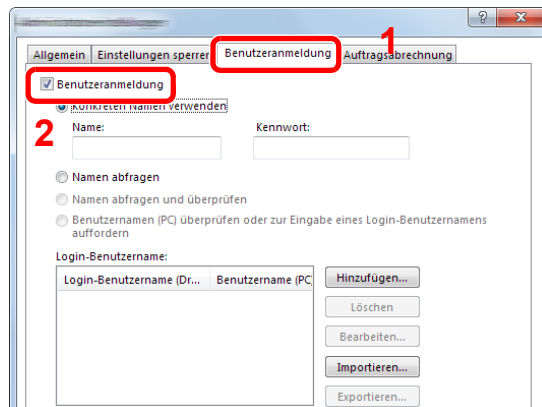 1
Allgemein Einstellungen sperren Benutzeranmeldung Auftragsabrechnung
Benutzeranmeldung
Konkreten Namen verwenden
2
Name: Kennwort:
Namen abfragen
Namen abfragen und überprüfen
Benutzernamen (PC) überprüfen oder zur Eingabe eines Login-Benutzernamens
auffordern
Login-Benutzername:
Login-Benutzername (Dr... Benutzername (PC)
Hinzufügen...
Löschen
Bearbeiten...
Importieren...
Exportieren...